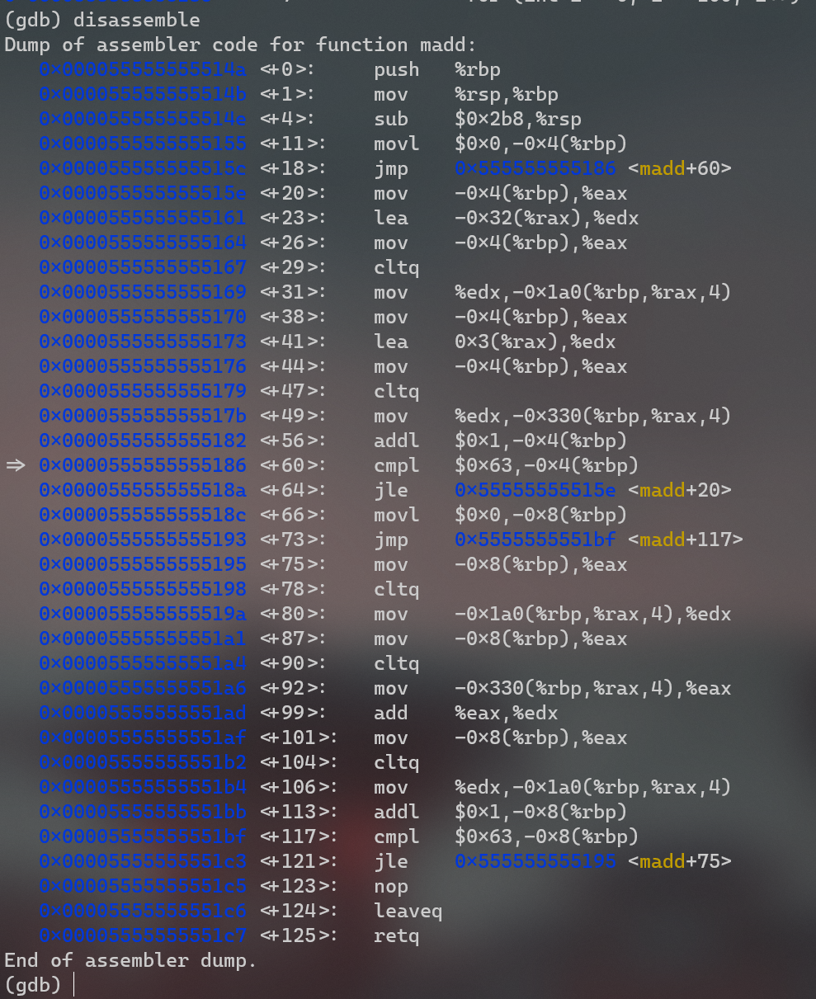 (gdb) disassemble
Dump of assembler code for function madd:
0x000055555555514a <+0>: push %rbp
0x000055555555514b <+1>: mov %rsp,%rbp
0x000055555555514e <+4>: sub $0x2b8,%rsp
0x0000555555555155 <+11>: movl $0x0,-0x4(%rbp)
0x000055555555515c <+18>: jmp 0x555555555186 <madd+60>
0x000055555555515e <+20>: mov -0x4(%rbp),%eax
0x0000555555555161 <+23>: lea -0x32(%rax),%edx
0x0000555555555164 <+26>: mov -0x4(%rbp),%eax
0x0000555555555167 <+29>: cltq
0x0000555555555169 <+31>: mov %edx,-0x1a0(%rbp,%rax,4)
0x0000555555555170 <+38>: mov -0x4(%rbp),%eax
0x0000555555555173 <+41>: lea 0x3(%rax),%edx
0x0000555555555176 <+44>: mov -0x4(%rbp),%eax
0x0000555555555179 <+47>: cltq
0x000055555555517b <+49>: mov %edx,-0x330(%rbp,%rax,4)
0x0000555555555182 <+56>: addl $0x1,-0x4(%rbp)
=> 0x0000555555555186 <+60>: cmpl $0x63,-0x4(%rbp)
0x000055555555518a <+64>: jle 0x55555555515e <madd+20>
0x000055555555518c <+66>: movl $0x0,-0x8(%rbp)
0x0000555555555193 <+73>: jmp 0x5555555551bf <madd+117>
0x0000555555555195 <+75>: mov -0x8(%rbp),%eax
0x0000555555555198 <+78>: cltq
0x000055555555519a <+80>: mov -0x1a0(%rbp,%rax,4),%edx
0x00005555555551a1 <+87>: mov -0x8(%rbp),%eax
0x00005555555551a4 <+90>: cltq
0x00005555555551a6 <+92>: mov -0x330(%rbp,%rax,4),%eax
0x00005555555551ad <+99>: add %eax,%edx
0x00005555555551af <+101>: mov -0x8(%rbp),%eax
0x00005555555551b2 <+104>: cltq
0x00005555555551b4 <+106>: mov %edx,-0x1a0(%rbp,%rax,4)
0x00005555555551bb <+113>: addl $0x1,-0x8(%rbp)
0x00005555555551bf <+117>: cmpl $0x63,-0x8(%rbp)
0x00005555555551c3 <+121>: jle 0x555555555195 <madd+75>
0x00005555555551c5 <+123>: nop
0x00005555555551c6 <+124>: leaveq
0x00005555555551c7 <+125>: retq
End of assembler dump.
(gdb)